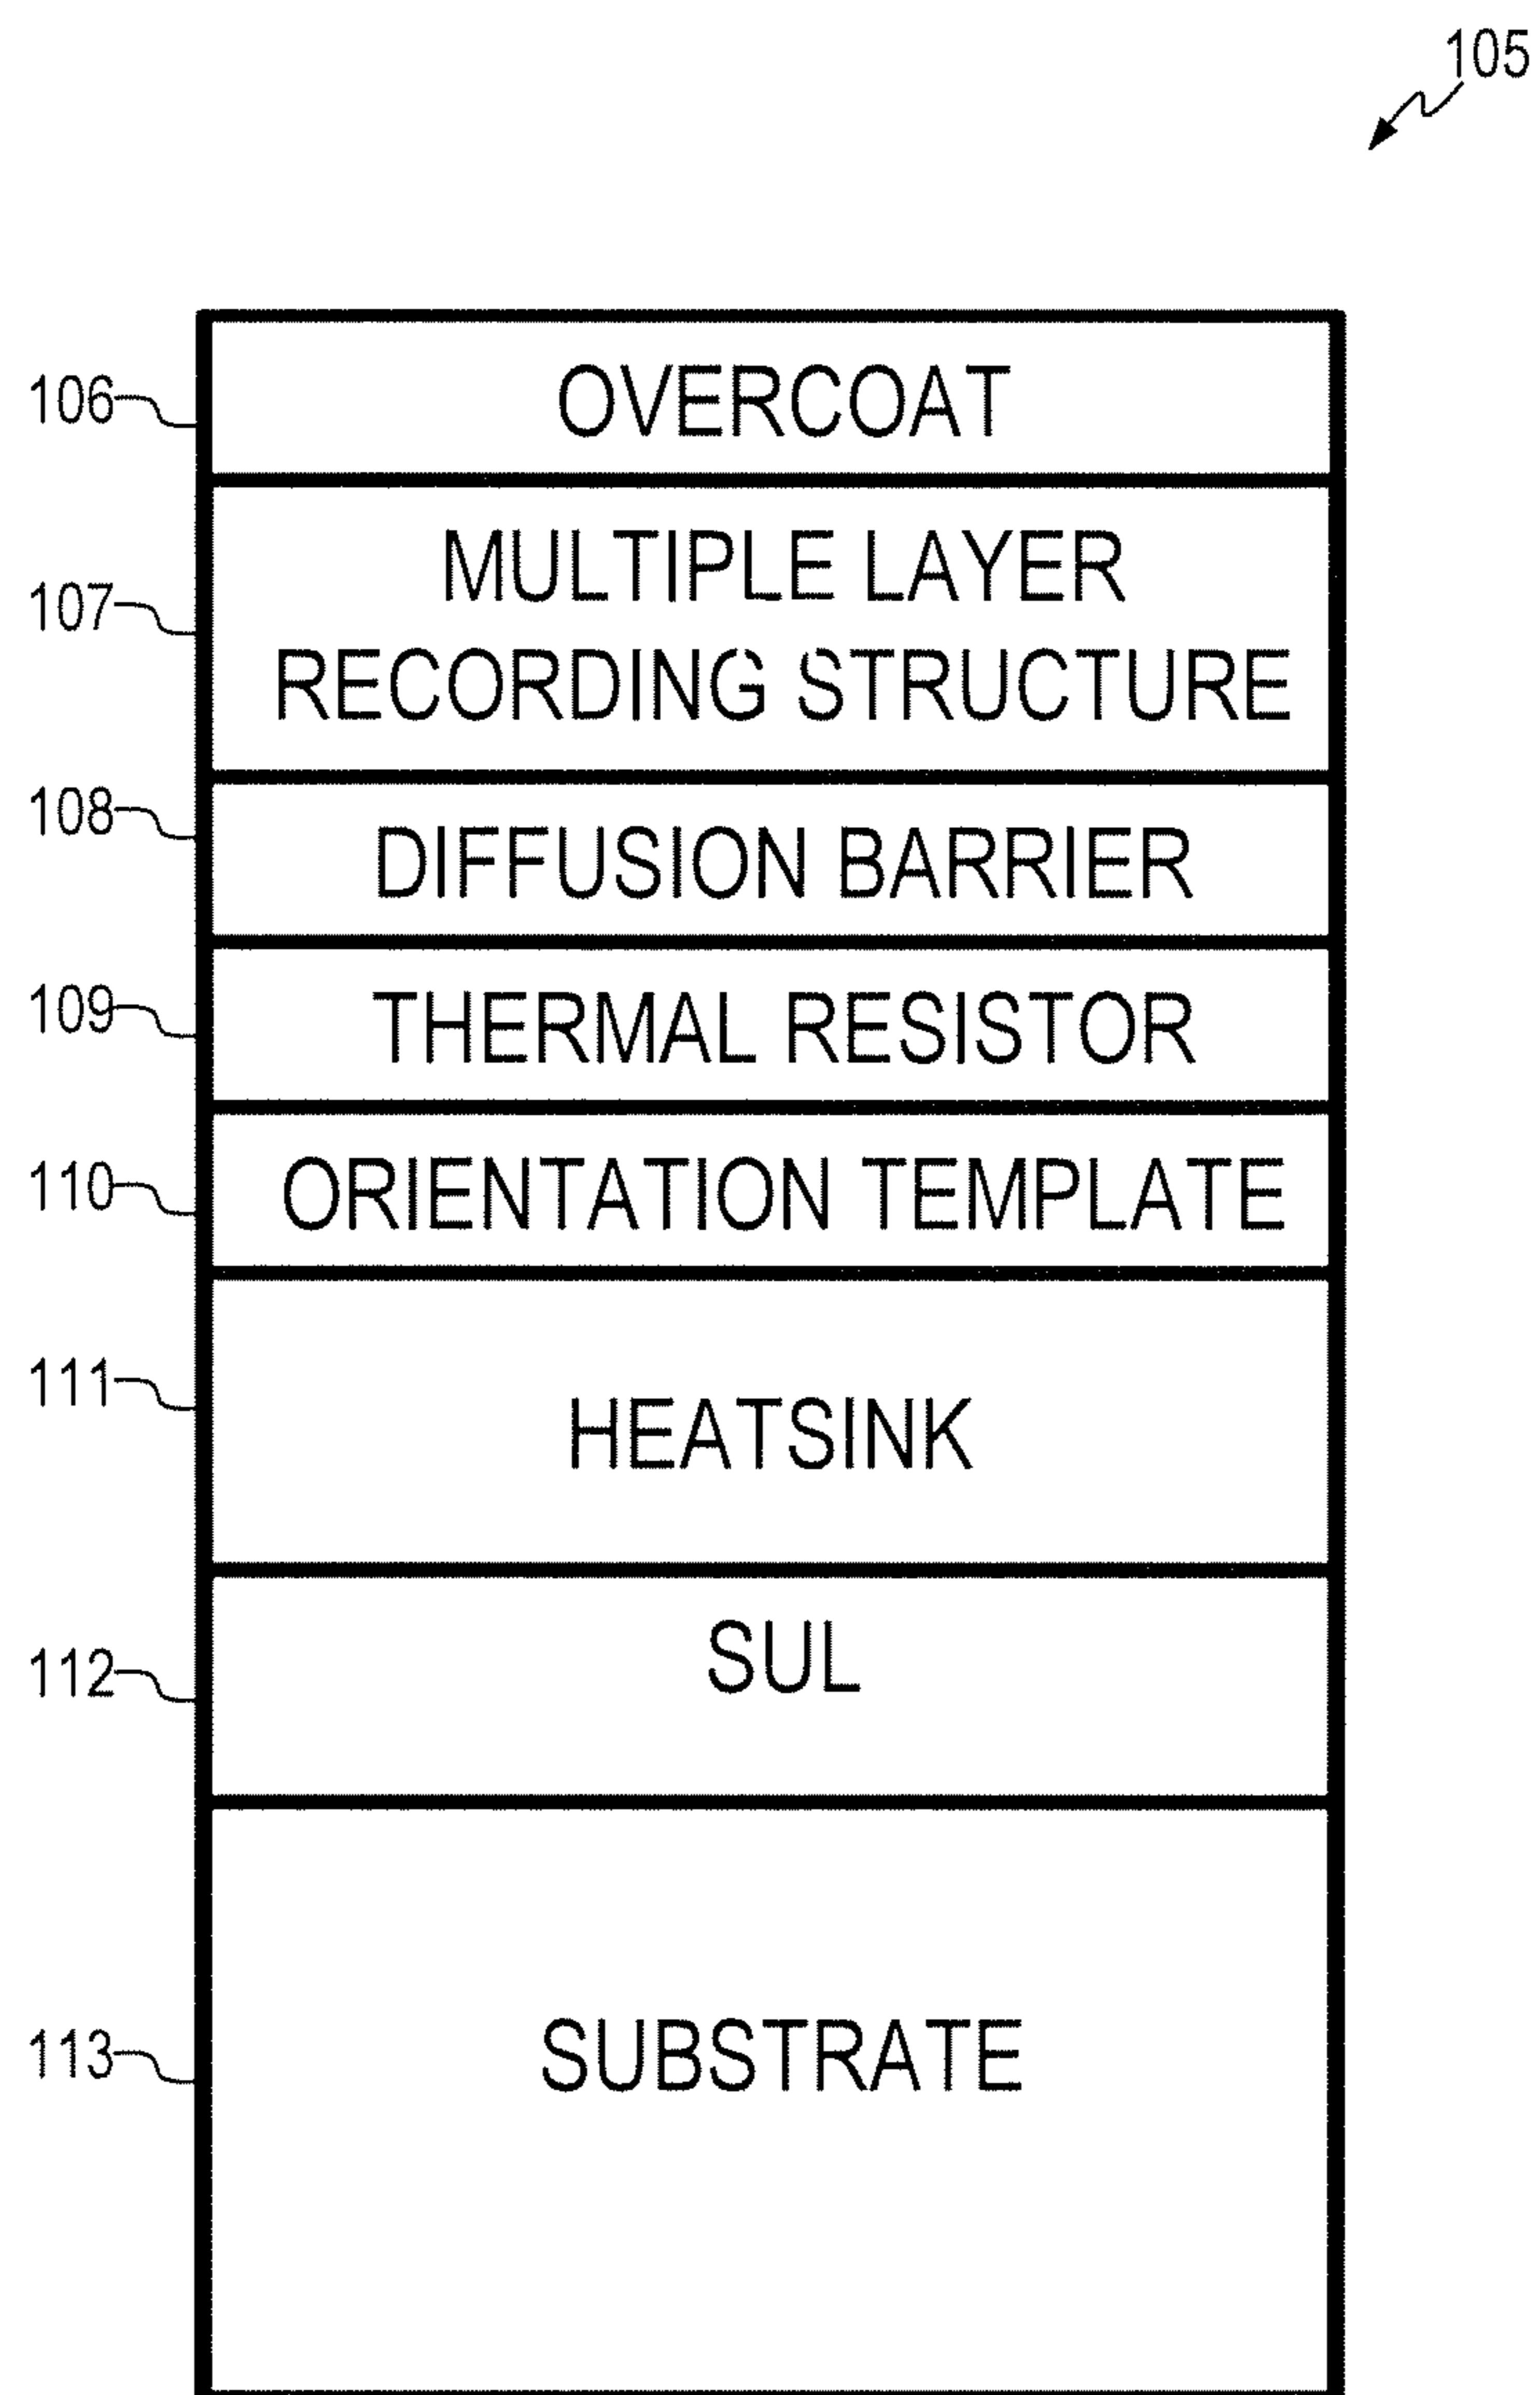 105
106 OVERCOAT
107 MULTIPLE LAYER
RECORDING STRUCTURE
108 DIFFUSION BARRIER
109 THERMAL RESISTOR
110 ORIENTATION TEMPLATE
111 HEATSINK
112 SUL
113 SUBSTRATE